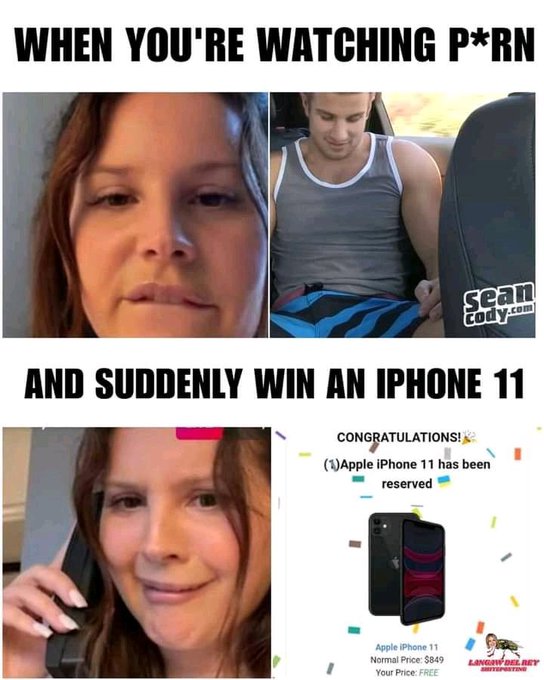 WHEN YOU'RE WATCHING P*RN
sean
cody.com
AND SUDDENLY WIN AN IPHONE 11
CONGRATULATIONS!🎉
(1)Apple iPhone 11 has been
reserved
Apple iPhone 11
Normal Price: $849
Your Price: FREE
LANGAW DEL REY
SHITEPOSTING